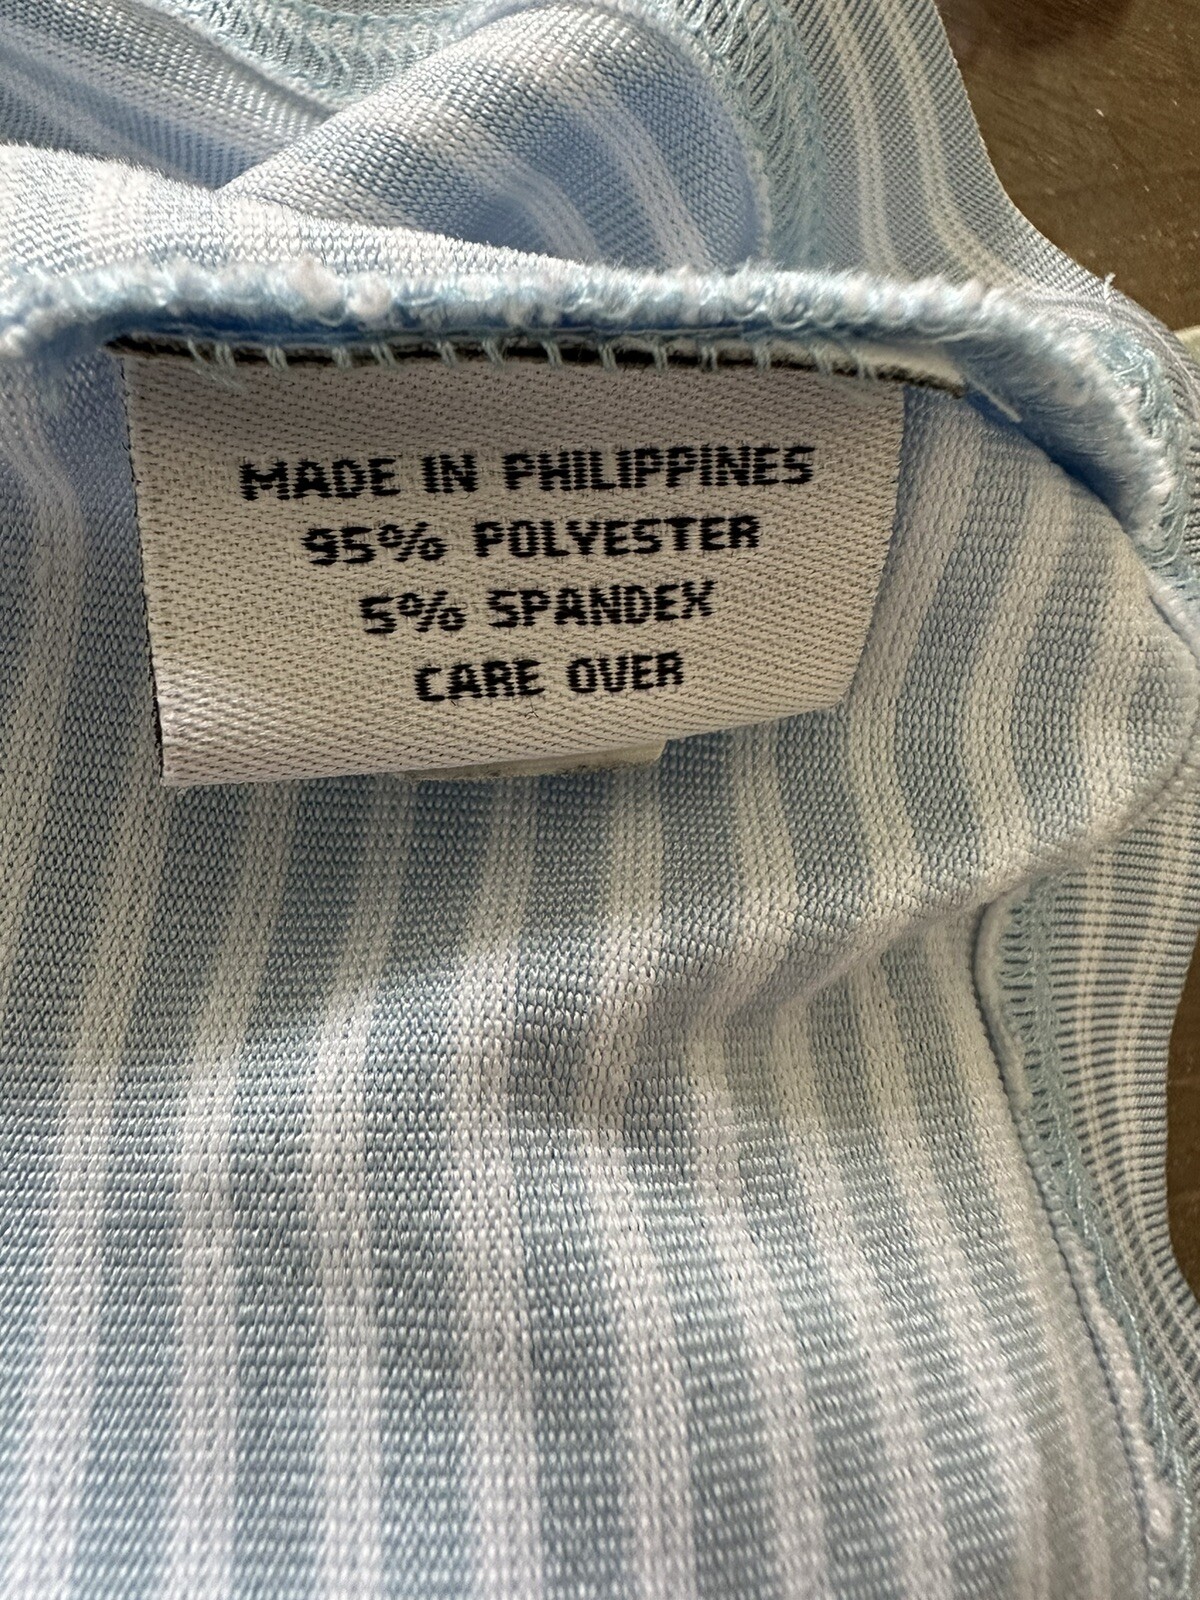 MADE IN PHILIPPINES
95% POLYESTER
5% SPANDEX
CARE OVER